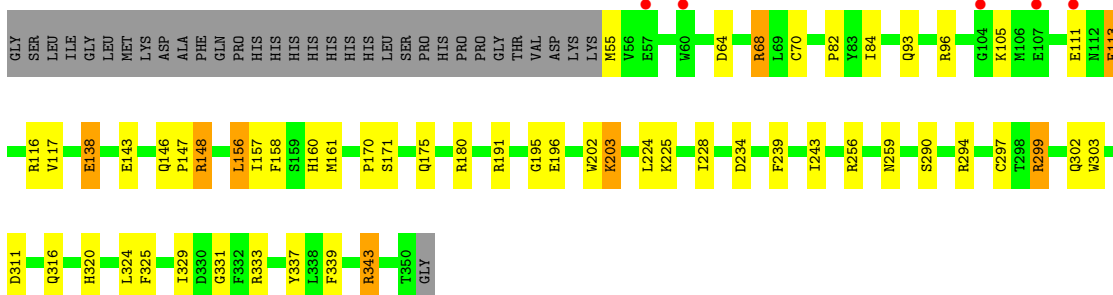 GLY SER LEU ILE GLY LEU MET LYS ASP ALA PHE GLN PRO HIS HIS HIS HIS HIS HIS HIS LEU SER PRO HIS PRO PRO GLY THR VAL ASP LYS LYS M55 V56 E57 W60 D64 R68 L69 C70 P82 Y83 I84 Q93 R96 G104 K105 M106 E107 E111 N112 E113
R116 V117 E138 E143 Q146 P147 R148 L156 I157 F158 S159 H160 M161 P170 S171 Q175 R180 R191 G195 E196 W202 K203 L224 K225 I228 D234 F239 I243 R256 N259 S290 R294 C297 T298 R299 Q302 W303
D311 Q316 H320 L324 F325 I329 D330 G331 F332 R333 Y337 L338 F339 R343 T350 GLY